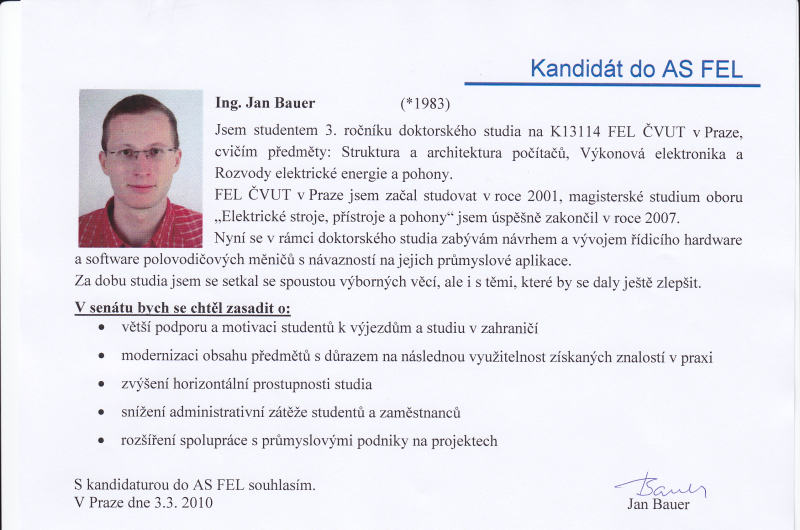 Kandidát do AS FEL
Ing. Jan Bauer (*1983)
Jsem studentem 3. ročníku doktorského studia na K13114 FEL ČVUT v Praze,
cvičím předměty: Struktura a architektura počítačů, Výkonová elektronika a
Rozvody elektrické energie a pohony.
FEL ČVUT v Praze jsem začal studovat v roce 2001, magisterské studium oboru
„Elektrické stroje, přístroje a pohony“ jsem úspěšně zakončil v roce 2007.
Nyní se v rámci doktorského studia zabývám návrhem a vývojem řídicího hardware
a software polovodičových měničů s návazností na jejich průmyslové aplikace.
Za dobu studia jsem se setkal se spoustou výborných věcí, ale i s těmi, které by se daly ještě zlepšit.
V senátu bych se chtěl zasadit o:
• větší podporu a motivaci studentů k výjezdům a studiu v zahraničí
• modernizaci obsahu předmětů s důrazem na následnou využitelnost získaných znalostí v praxi
• zvýšení horizontální prostupnosti studia
• snížení administrativní zátěže studentů a zaměstnanců
• rozšíření spolupráce s průmyslovými podniky na projektech
S kandidaturou do AS FEL souhlasím.
V Praze dne 3.3. 2010
Bauer
Jan Bauer